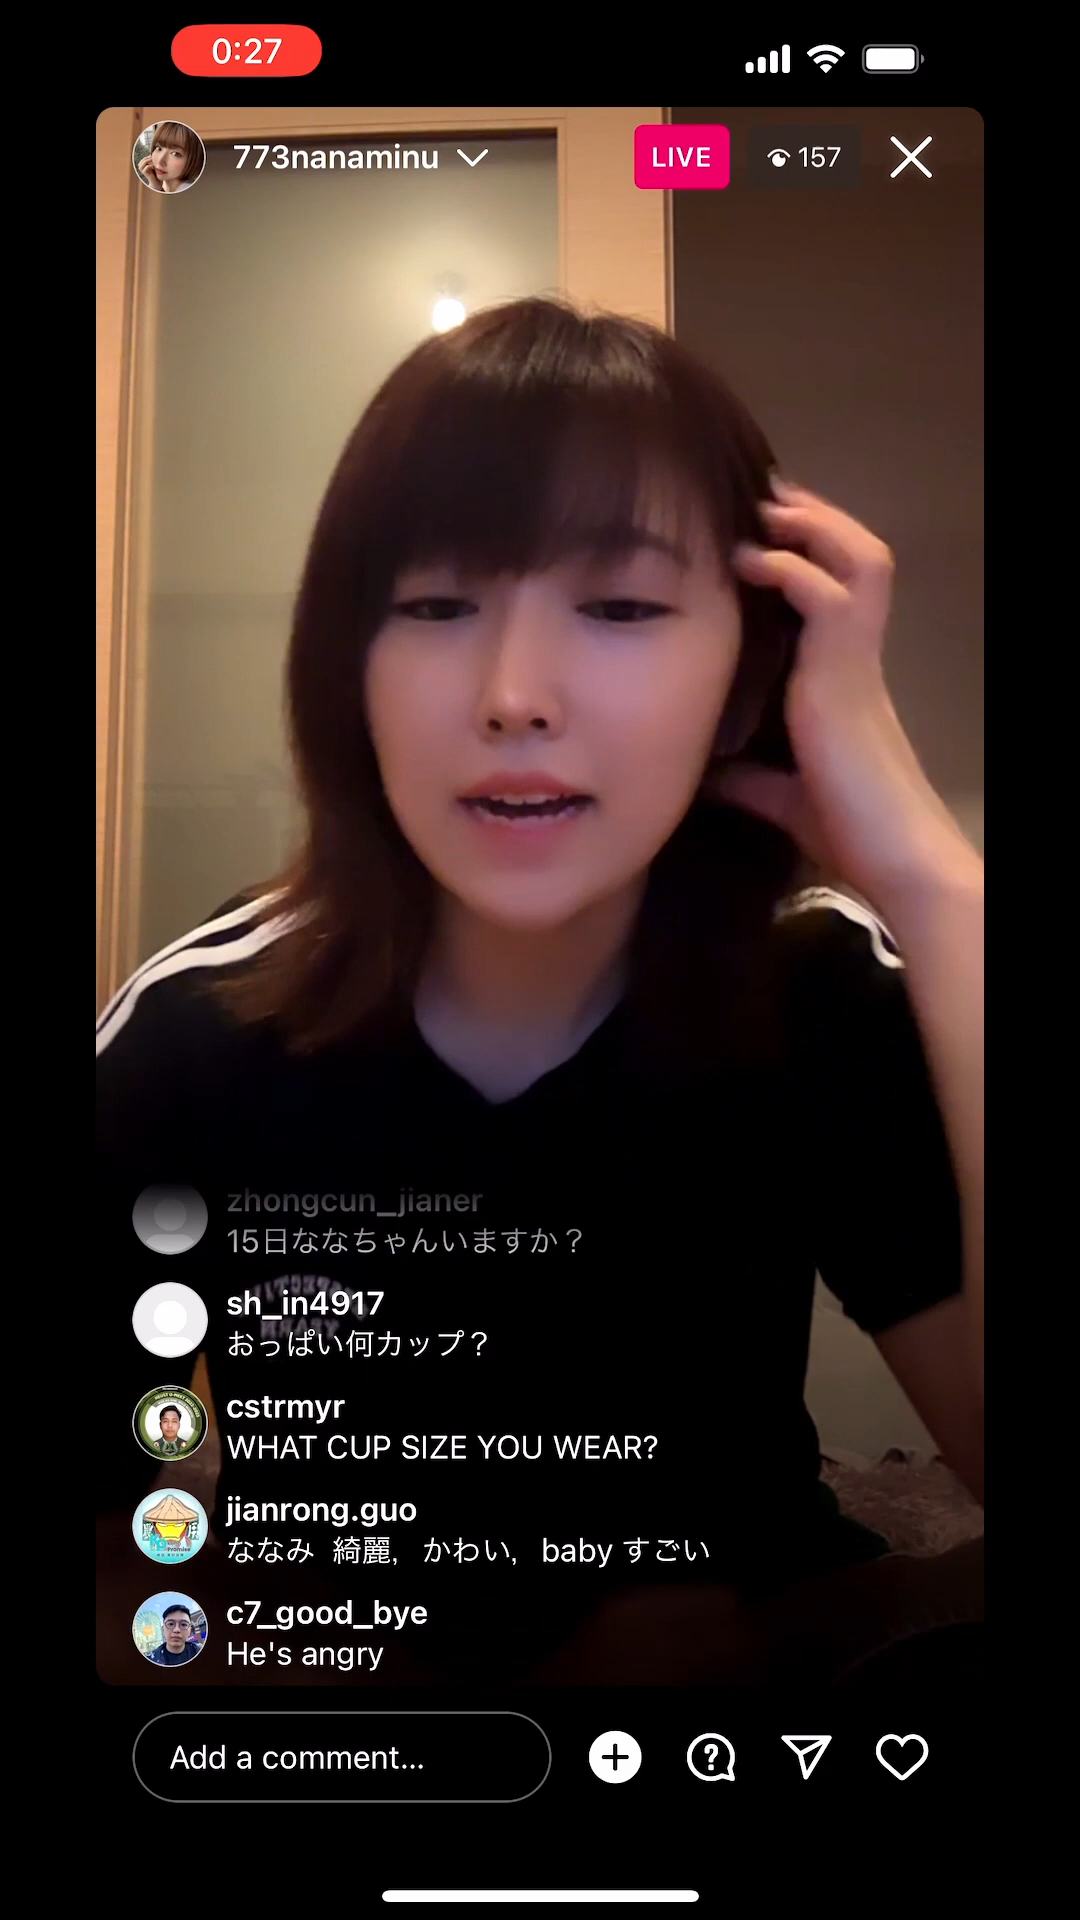 0:27
773nanaminu
LIVE
157
zhongcun_jianer
15日ななちゃんいますか？
sh_in4917
おっぱい何カップ？
cstrmyr
WHAT CUP SIZE YOU WEAR?
jianrong.guo
ななみ 綺麗，かわい，baby すごい
c7_good_bye
He's angry
Add a comment...